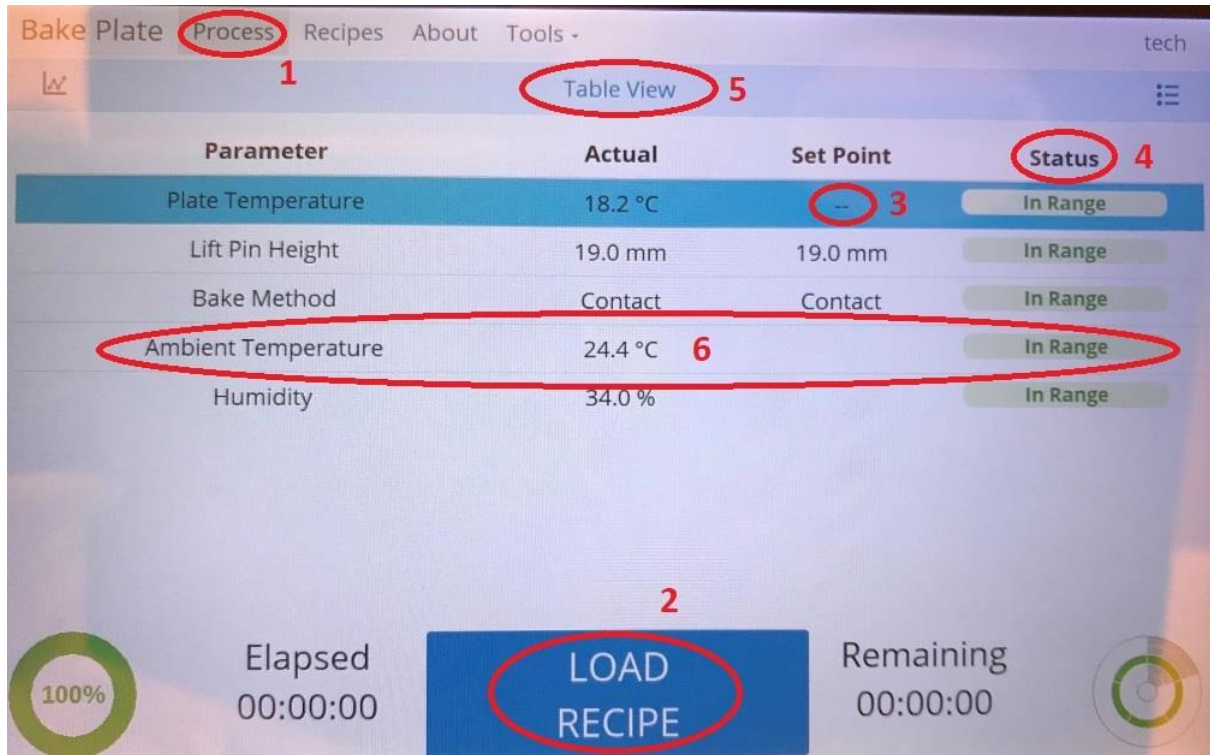 Bake Plate Process Recipes About Tools tech
1
Table View 5
Parameter Actual Set Point Status 4
Plate Temperature 18.2 °C -- 3 In Range
Lift Pin Height 19.0 mm 19.0 mm In Range
Bake Method Contact Contact In Range
Ambient Temperature 24.4 °C 6 In Range
Humidity 34.0 % In Range
2
100% Elapsed LOAD Remaining
00:00:00 RECIPE 00:00:00